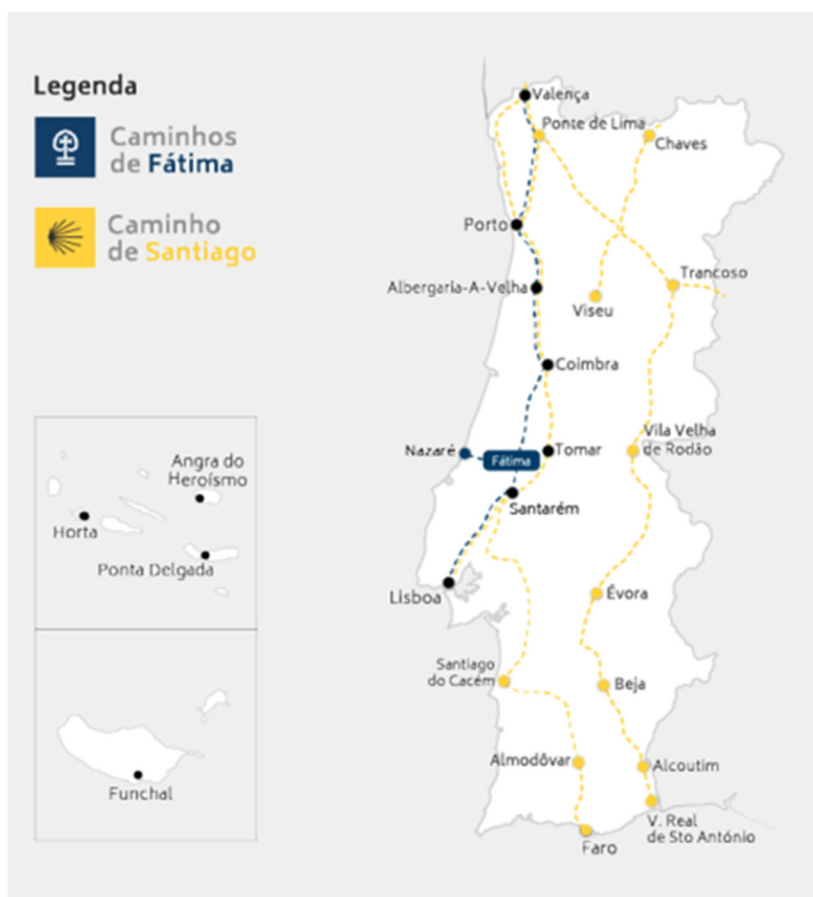 Legenda
Caminhos
de Fátima
Caminho
de Santiago
Valença
Ponte de Lima
Chaves
Porto
Trancoso
Albergaria-A-Velha
Viseu
Coimbra
Nazaré
Fátima
Tomar
Vila Velha
de Rodão
Santarém
Lisboa
Évora
Santiago
do Cacém
Beja
Almodôvar
Alcoutim
V. Real
de Sto António
Faro
Angra do
Heroísmo
Horta
Ponta Delgada
Funchal